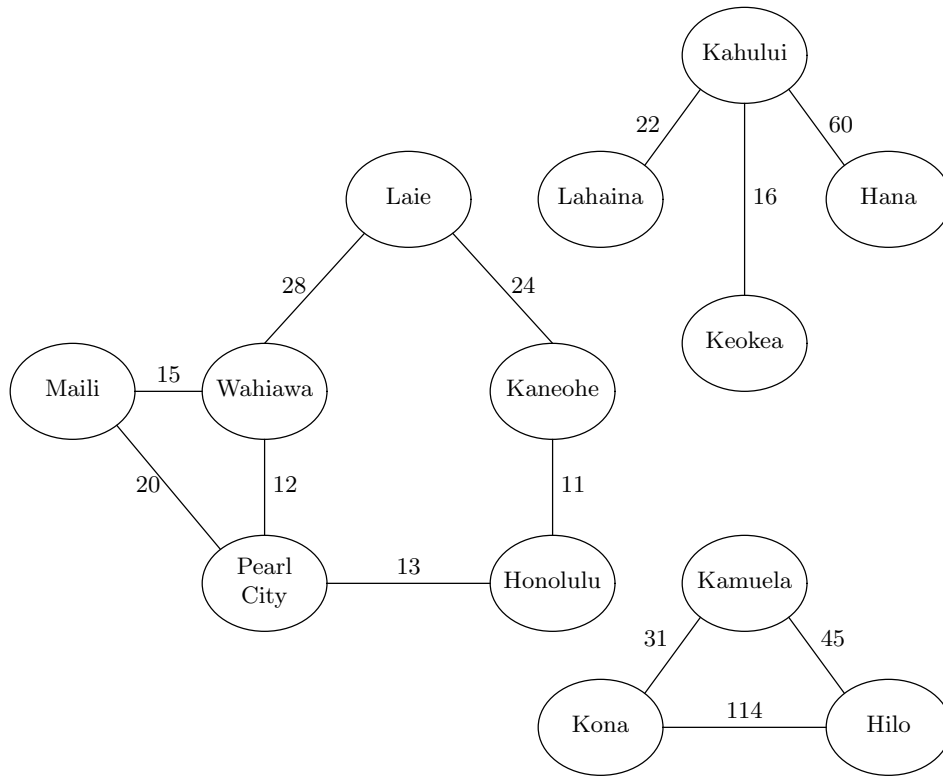 Kahului
22
60
Laie
Lahaina
16
Hana
28
24
Keokea
Maili
15
Wahiawa
Kaneohe
20
12
11
Pearl
City
13
Honolulu
Kamuela
31
45
Kona
114
Hilo